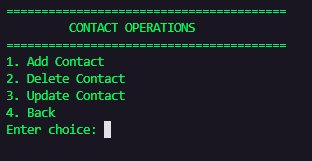 ========================================
CONTACT OPERATIONS
========================================
1. Add Contact
2. Delete Contact
3. Update Contact
4. Back
Enter choice: